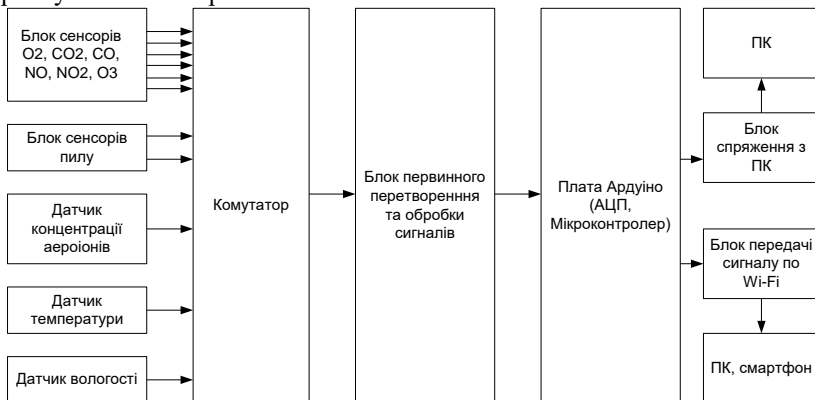 Блок сенсорів
O2, CO2, CO,
NO, NO2, O3
Блок сенсорів
пилу
Датчик
концентрації
аероіонів
Датчик
температури
Датчик вологості
Комутатор
Блок первинного
перетворенння
та обробки
сигналів
Плата Ардуіно
(АЦП,
Мікроконтролер)
ПК
Блок
спряження з
ПК
Блок передачі
сигналу по
Wi-Fi
ПК, смартфон